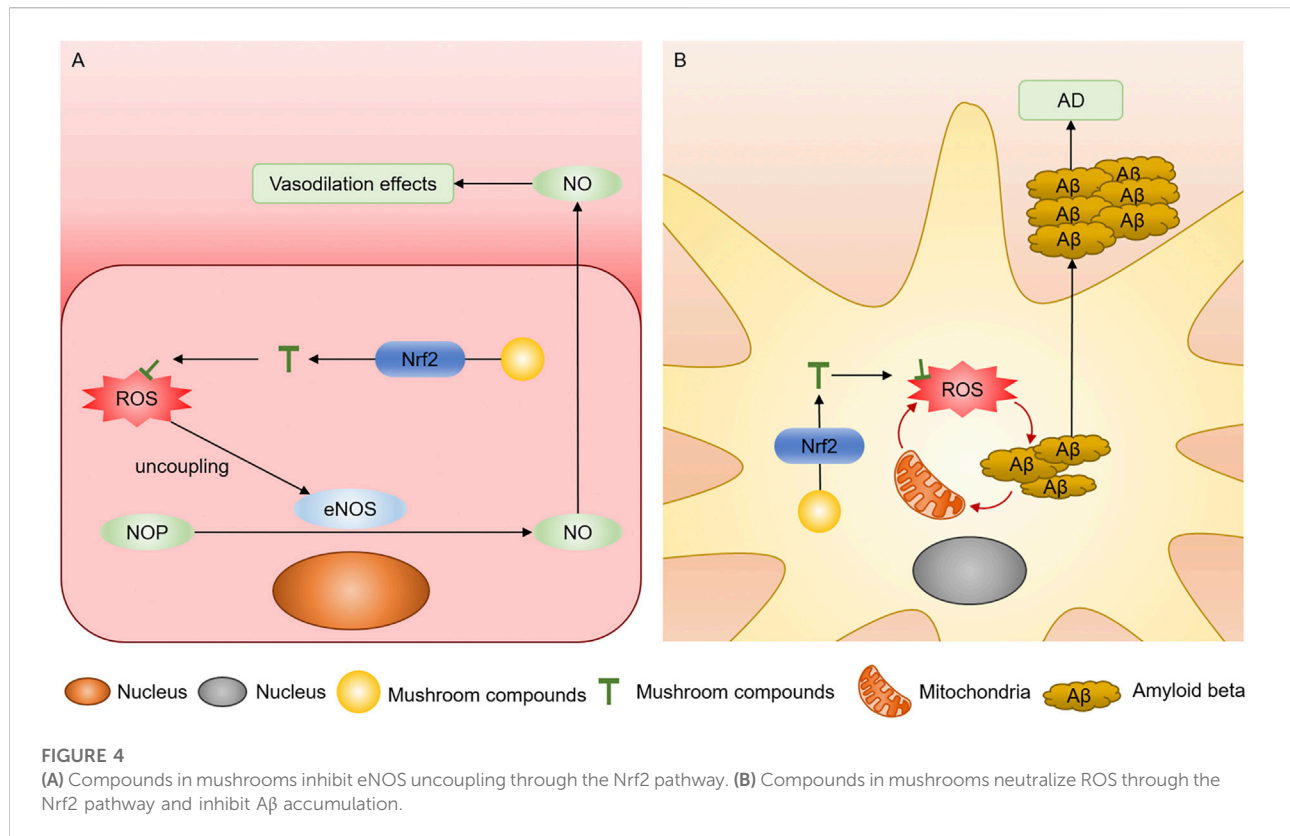 A
Vasodilation effects
NO
Nrf2
ROS
uncoupling
eNOS
NOP
NO
B
AD
Aβ
Aβ
Aβ
Aβ
Aβ
Aβ
Aβ
ROS
Nrf2
Aβ
Aβ
Aβ
Nucleus Nucleus Mushroom compounds Mushroom compounds Mitochondria Aβ Amyloid beta
FIGURE 4
(A) Compounds in mushrooms inhibit eNOS uncoupling through the Nrf2 pathway. (B) Compounds in mushrooms neutralize ROS through the
Nrf2 pathway and inhibit Aβ accumulation.